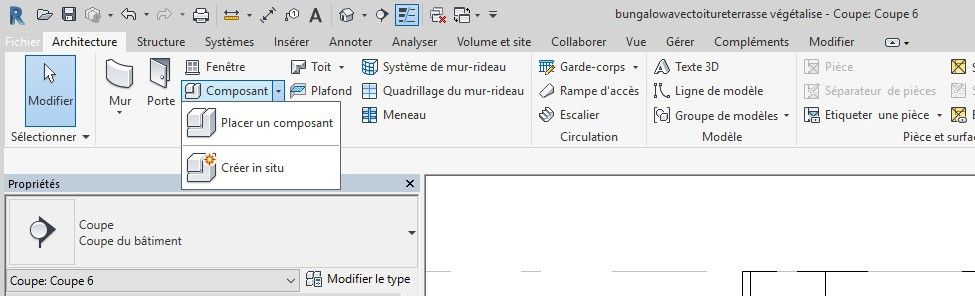 bungalowavectoitureterrasse végétalise - Coupe: Coupe 6
Fichier Architecture Structure Systèmes Insérer Annoter Analyser Volume et site Collaborer Vue Gérer Compléments Modifier
Modifier
Mur
Porte
Fenêtre
Composant
Toit
Plafond
Système de mur-rideau
Quadrillage du mur-rideau
Meneau
Garde-corps
Rampe d'accès
Escalier
Texte 3D
Ligne de modèle
Groupe de modèles
Pièce
Séparateur de pièces
Etiqueter une pièce
Sélectionner
Circulation
Modèle
Placer un composant
Créer in situ
Propriétés
Coupe
Coupe du bâtiment
Coupe: Coupe 6
Modifier le type